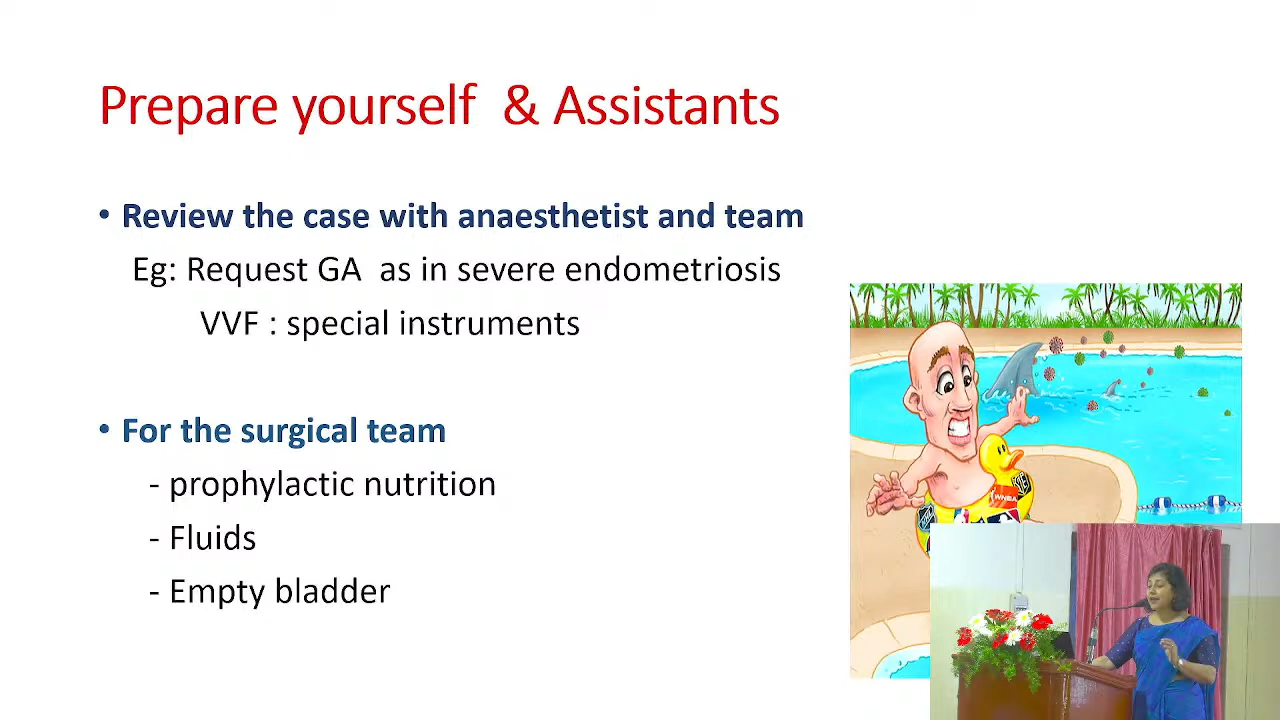 Prepare yourself & Assistants
• Review the case with anaesthetist and team
Eg: Request GA as in severe endometriosis
VVF : special instruments
• For the surgical team
- prophylactic nutrition
- Fluids
- Empty bladder
WNBA